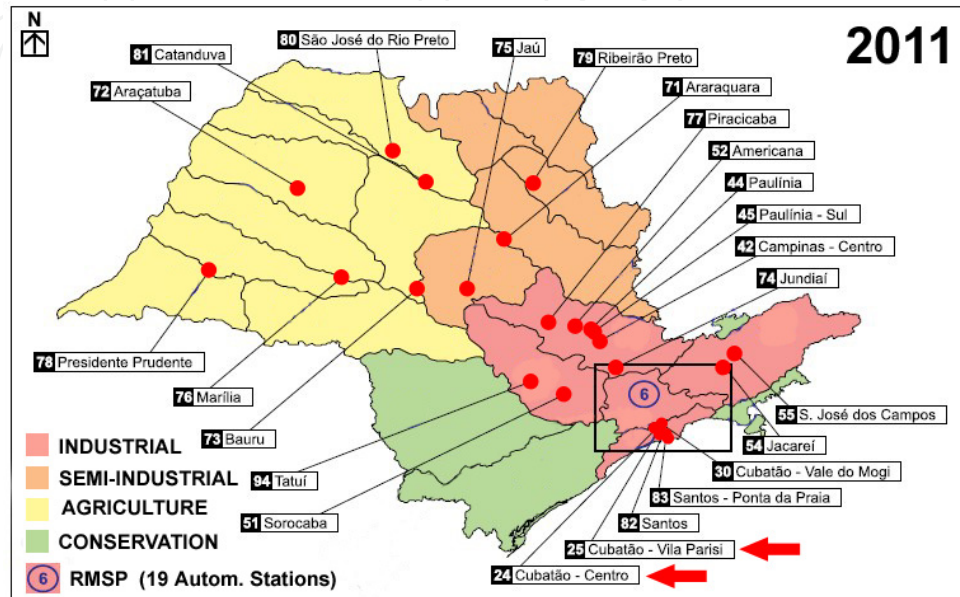 N
2011
80 São José do Rio Preto
75 Jaú
79 Ribeirão Preto
81 Catanduva
71 Araraquara
72 Araçatuba
77 Piracicaba
52 Americana
44 Paulínia
45 Paulínia - Sul
42 Campinas - Centro
74 Jundiaí
78 Presidente Prudente
76 Marília
73 Bauru
94 Tatuí
51 Sorocaba
6
55 S. José dos Campos
54 Jacareí
30 Cubatão - Vale do Mogi
83 Santos - Ponta da Praia
82 Santos
25 Cubatão - Vila Parisi
24 Cubatão - Centro
INDUSTRIAL
SEMI-INDUSTRIAL
AGRICULTURE
CONSERVATION
6 RMSP (19 Autom. Stations)